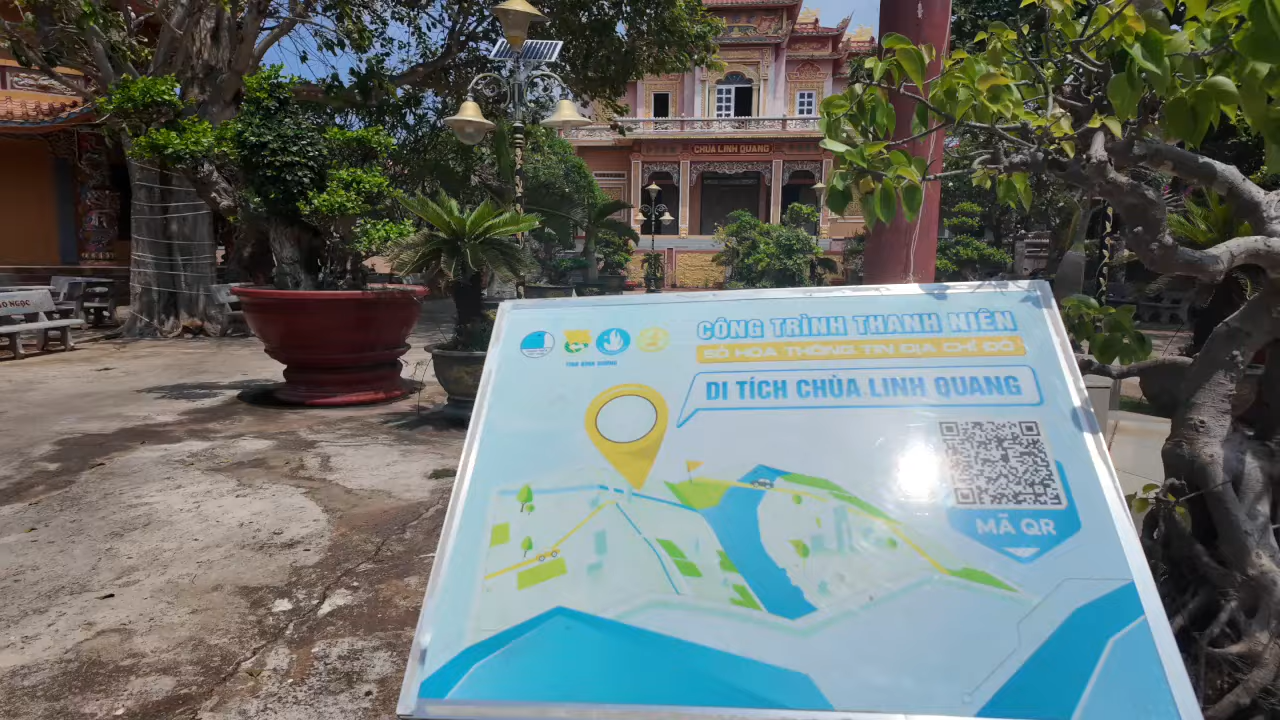 CHÙA LINH QUANG
CÔNG TRÌNH THANH NIÊN
SỐ HÓA THÔNG TIN ĐỊA CHỈ ĐỎ
DI TÍCH CHÙA LINH QUANG
MÃ QR
NGỌC